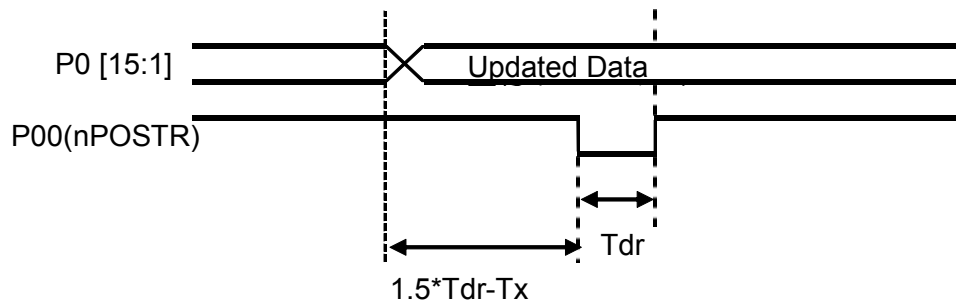 P0 [15:1]
Updated Data
P00(nPOSTR)
Tdr
1.5*Tdr-Tx